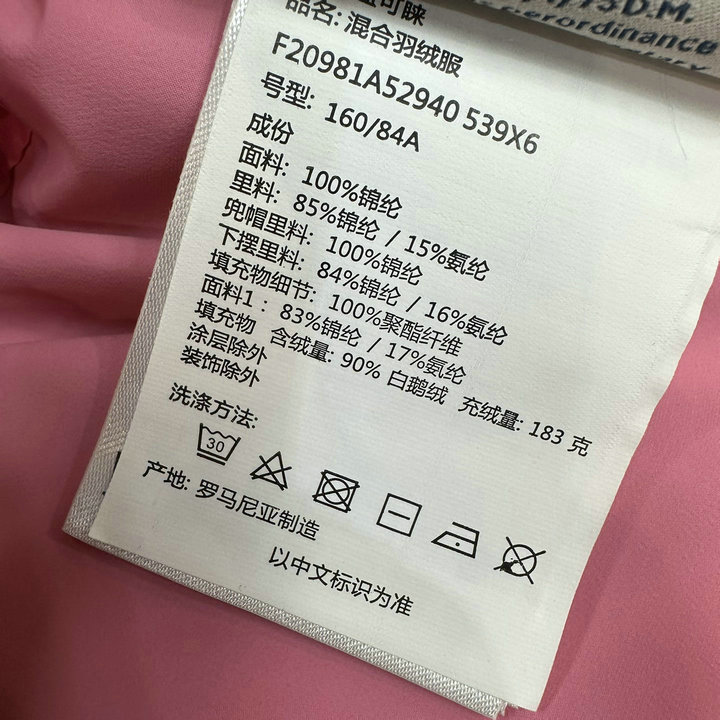 盟可睐
品名: 混合羽绒服
F20981A52940 539X6
号型: 160/84A
成份
面料: 100%锦纶
里料: 85%锦纶 / 15%氨纶
兜帽里料: 100%锦纶
下摆里料: 84%锦纶 / 16%氨纶
填充物细节: 100%聚酯纤维
面料1: 83%锦纶 / 17%氨纶
填充物 含绒量: 90% 白鹅绒 充绒量: 183 克
涂层除外
装饰除外
洗涤方法:
30
产地: 罗马尼亚制造
以中文标识为准
D.M.
ordinance